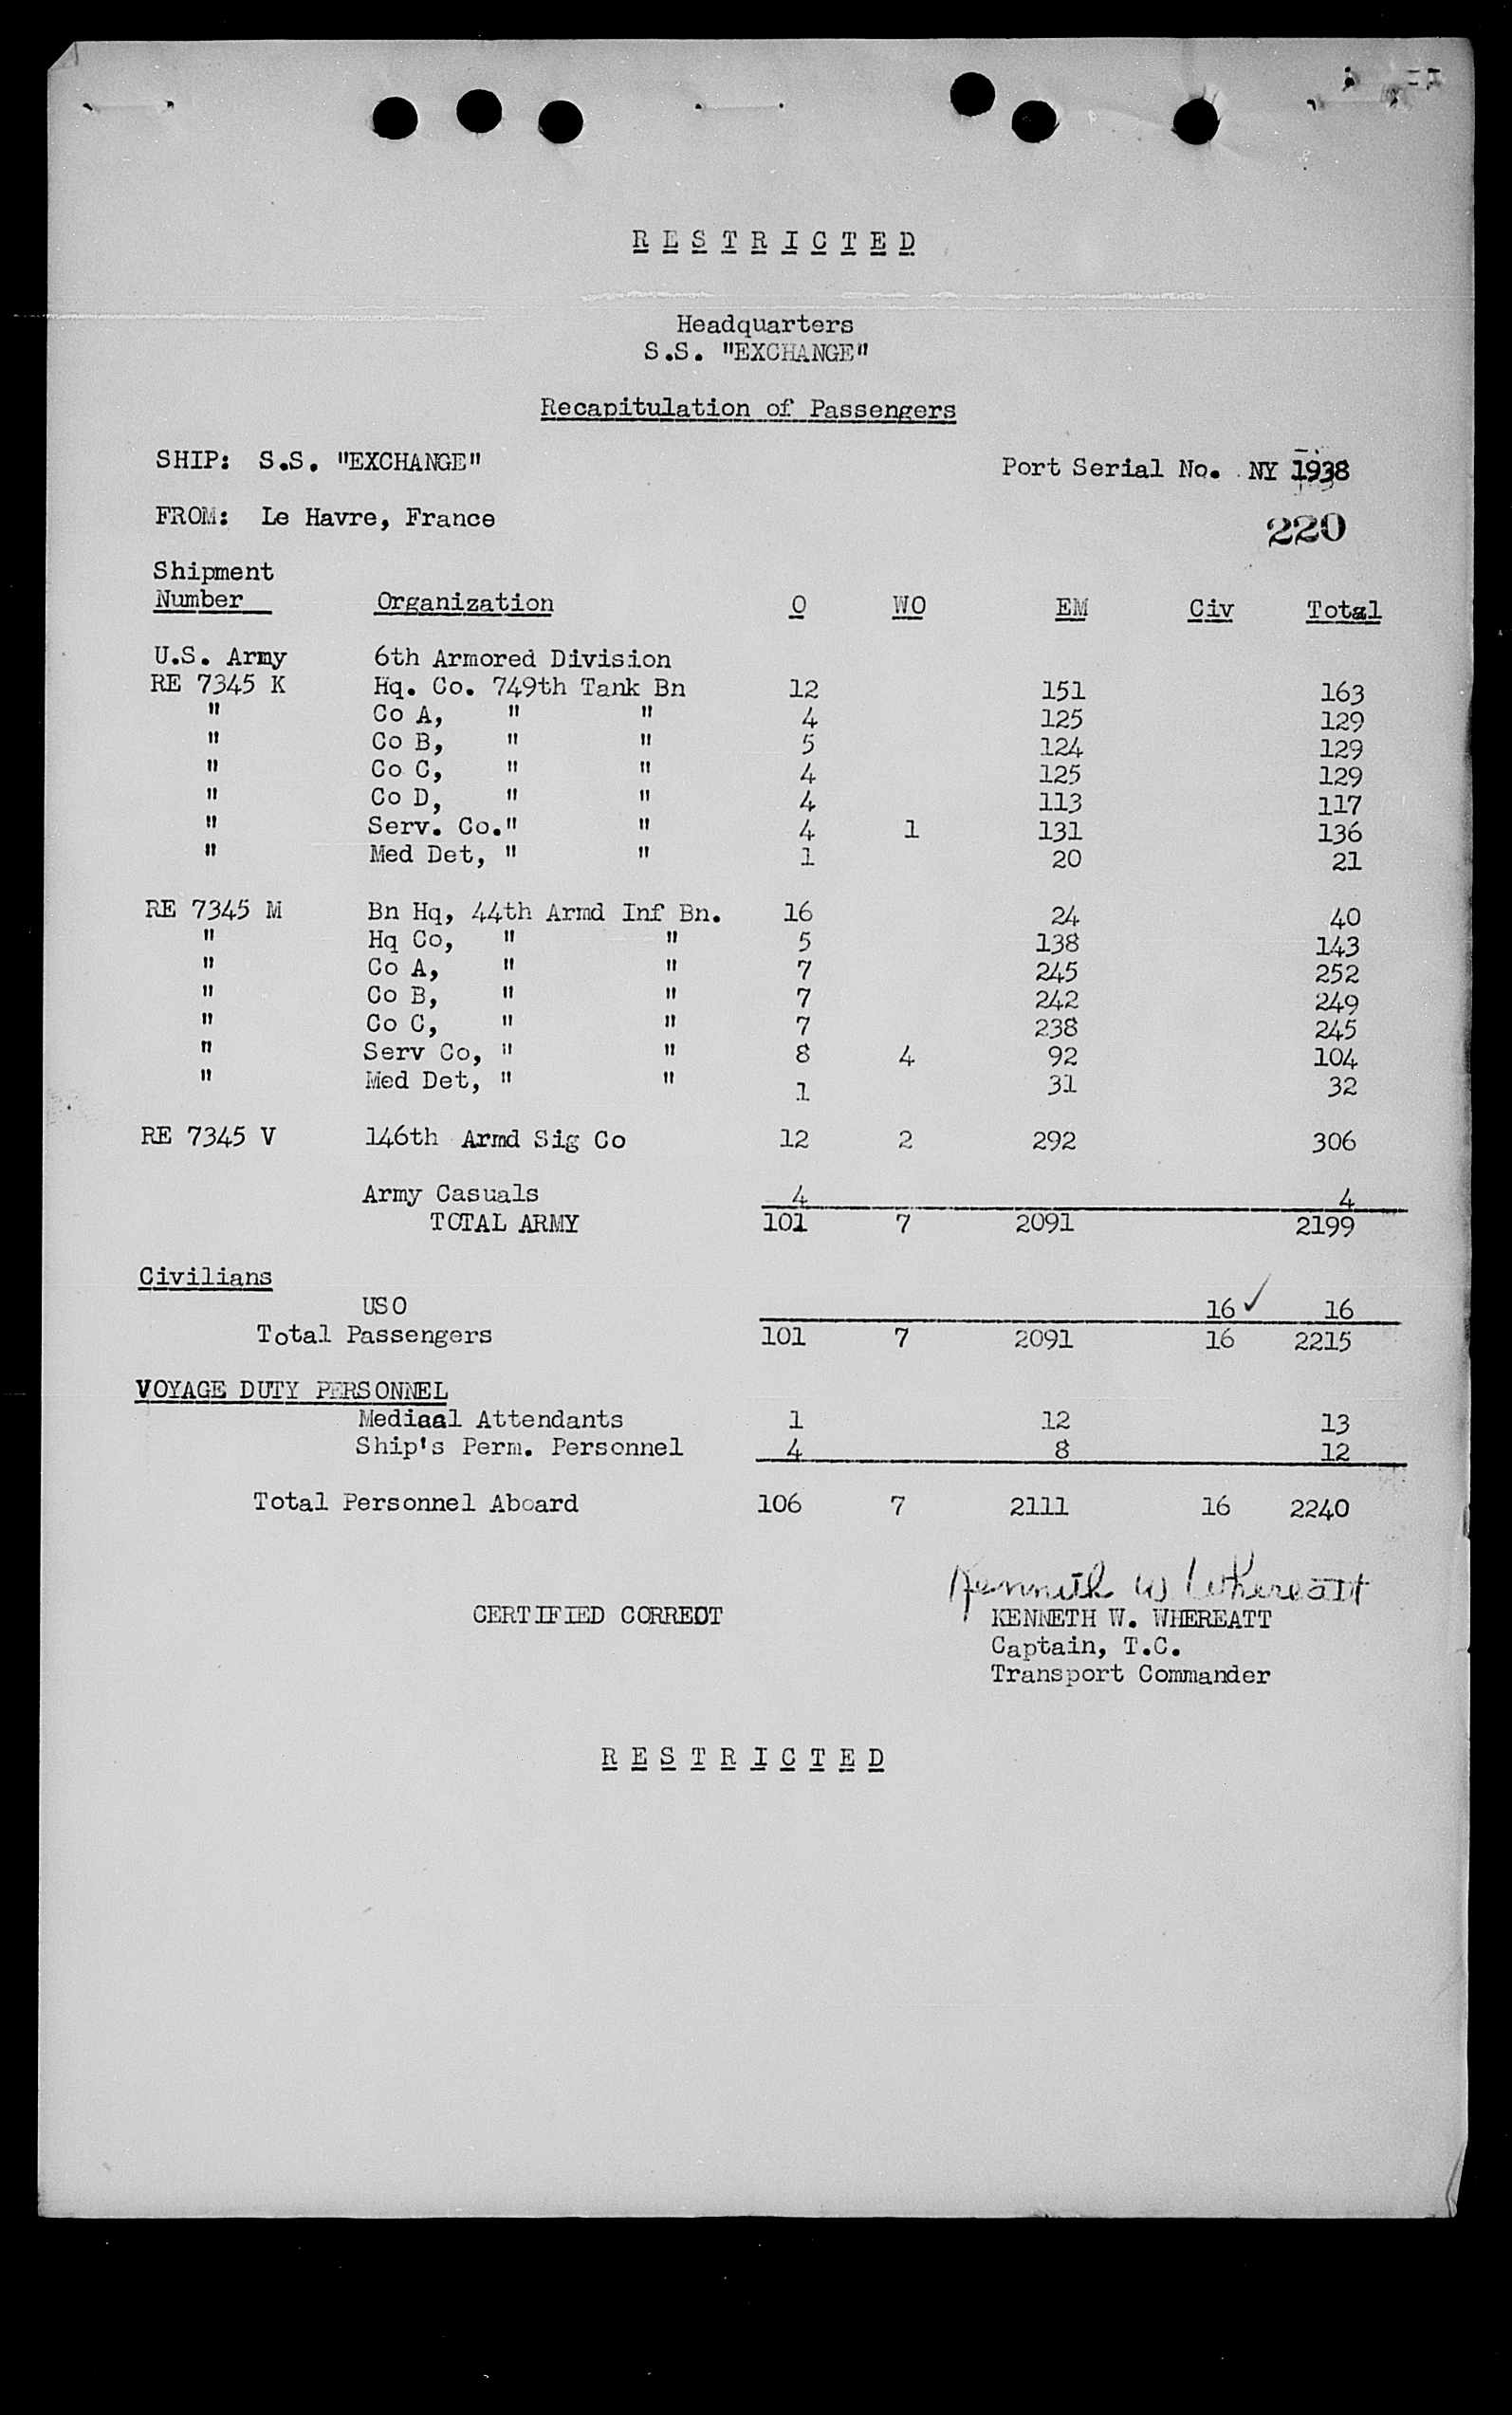 RESTRICTED
Headquarters
S.S. "EXCHANGE"
Recapitulation of Passengers
SHIP: S.S. "EXCHANGE" Port Serial No. NY 1938
FROM: Le Havre, France
220
Shipment
Number Organization O WO EM Civ Total
U.S. Army 6th Armored Division
RE 7345 K Hq. Co. 749th Tank Bn 12 151 163
" Co A, " " 4 125 129
" Co B, " " 5 124 129
" Co C, " " 4 125 129
" Co D, " " 4 113 117
" Serv. Co." " 4 1 131 136
" Med Det, " " 1 20 21
RE 7345 M Bn Hq, 44th Armd Inf Bn. 16 24 40
" Hq Co, " " 5 138 143
" Co A, " " 7 245 252
" Co B, " " 7 242 249
" Co C, " " 7 238 245
" Serv Co, " " 8 4 92 104
" Med Det, " " 1 31 32
RE 7345 V 146th Armd Sig Co 12 2 292 306
Army Casuals 4 4
TOTAL ARMY 101 7 2091 2199
Civilians
USO 16 ✓ 16
Total Passengers 101 7 2091 16 2215
VOYAGE DUTY PERSONNEL
Mediaal Attendants 1 12 13
Ship's Perm. Personnel 4 8 12
Total Personnel Aboard 106 7 2111 16 2240
Kenneth W Whereatt
CERTIFIED CORRECT KENNETH W. WHEREATT
Captain, T.C.
Transport Commander
RESTRICTED